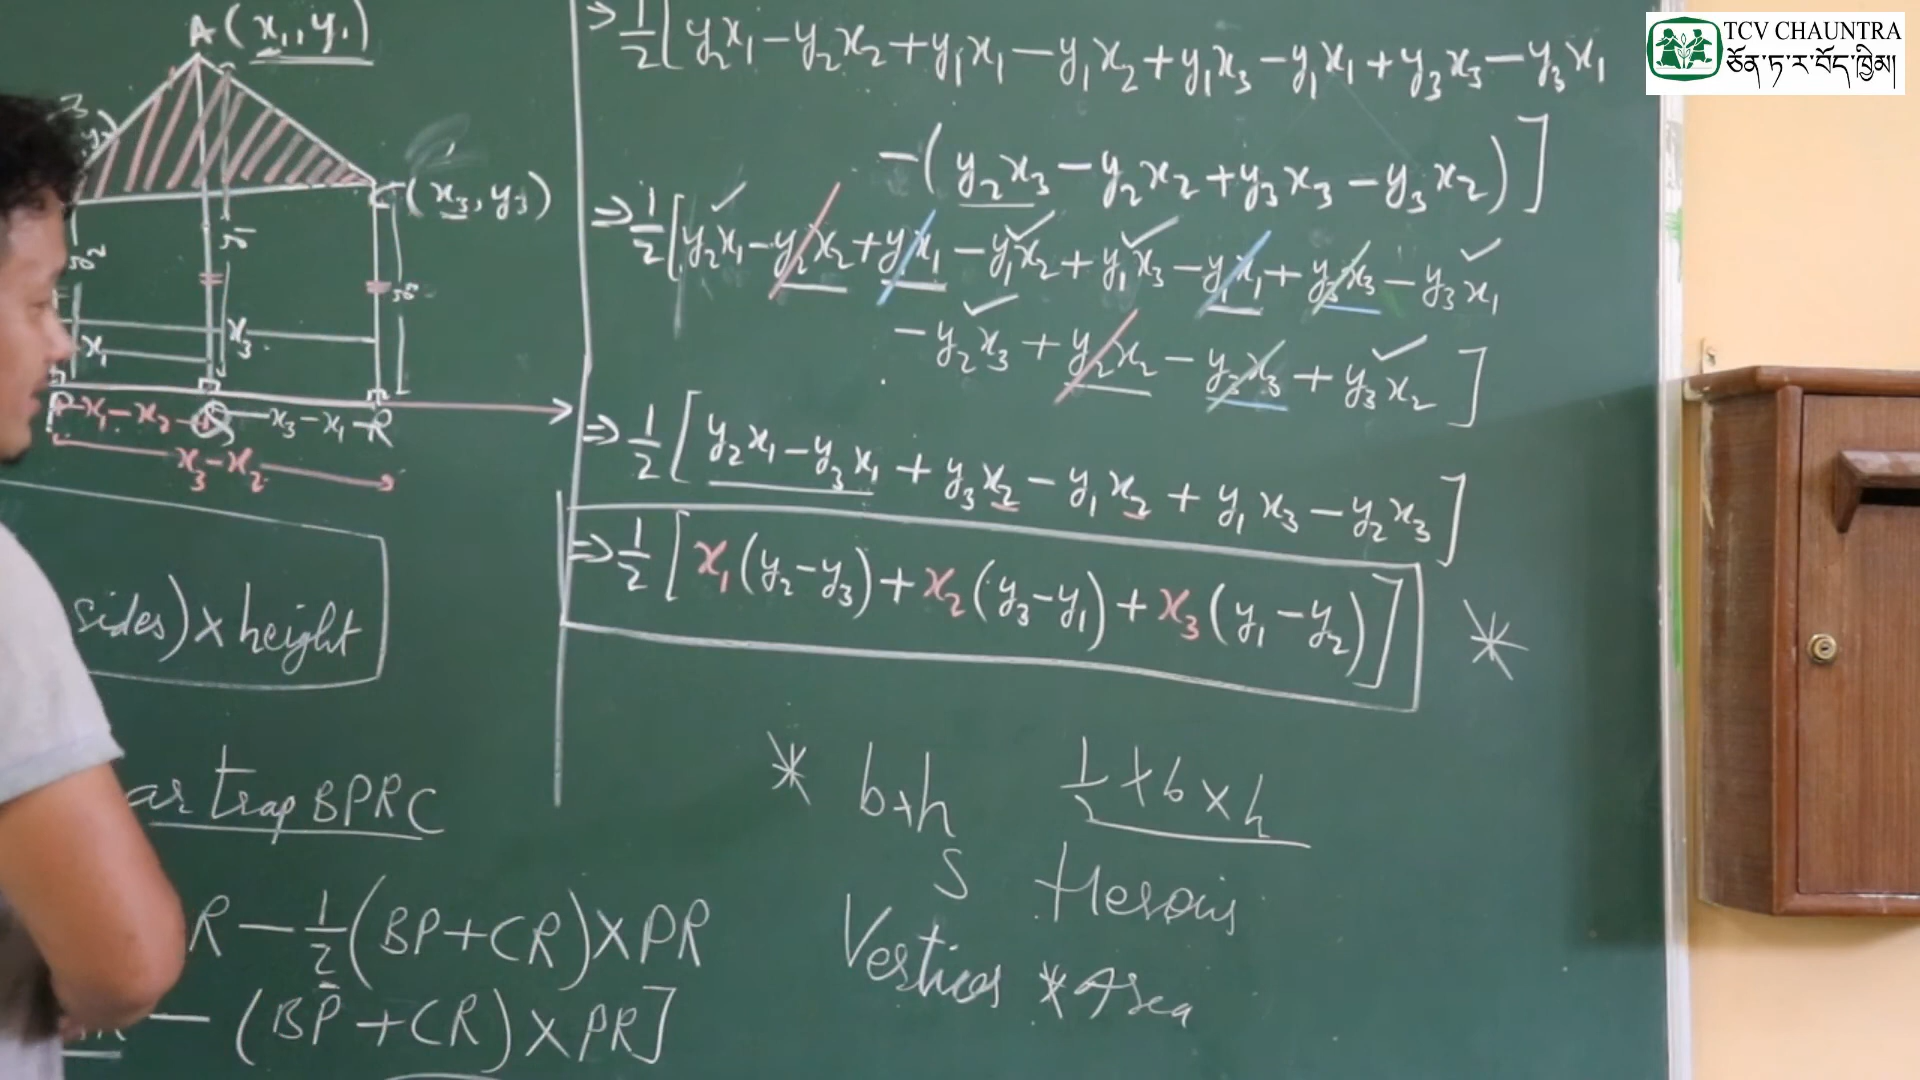 TCV CHAUNTRA
ཅོན་ཏ་ར་བོད་ཁྱིམ།
A(x₁,y₁)
C(x₃,y₃)
x₁
x₃
P x₁-x₂ Q x₃-x₁ R
x₃-x₂
sides) × height
ar trap BPRC
R - 1/2 (BP+CR) × PR
- (BP+CR) × PR]
⇒ 1/2 [y₂x₁-y₂x₂+y₁x₁-y₁x₂+y₁x₃-y₁x₁+y₃x₃-y₃x₁
-(y₂x₃-y₂x₂+y₃x₃-y₃x₂)]
⇒ 1/2 [y₂x₁-y₂x₂+y₁x₁-y₁x₂+y₁x₃-y₁x₁+y₃x₃-y₃x₁
-y₂x₃+y₂x₂-y₃x₃+y₃x₂]
⇒ 1/2 [y₂x₁-y₃x₁+y₃x₂-y₁x₂+y₁x₃-y₂x₃]
⇒ 1/2 [x₁(y₂-y₃)+x₂(y₃-y₁)+x₃(y₁-y₂)] *
* b×h 1/2 × b × h
S Herons
Vertices * Area